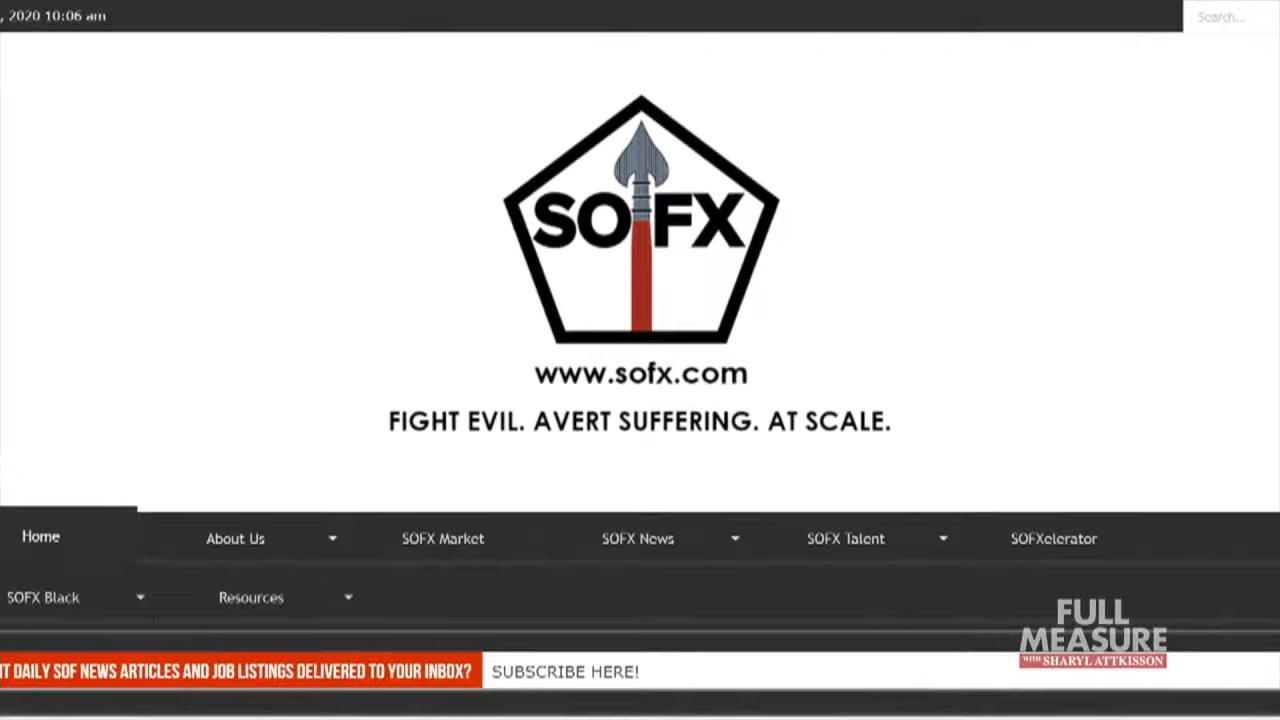 , 2020 10:06 am
Search...
SOFX
www.sofx.com
FIGHT EVIL. AVERT SUFFERING. AT SCALE.
Home
About Us
SOFX Market
SOFX News
SOFX Talent
SOFXelerator
SOFX Black
Resources
FULL
MEASURE
WITH SHARYL ATTKISSON
NT DAILY SOF NEWS ARTICLES AND JOB LISTINGS DELIVERED TO YOUR INBOX?
SUBSCRIBE HERE!